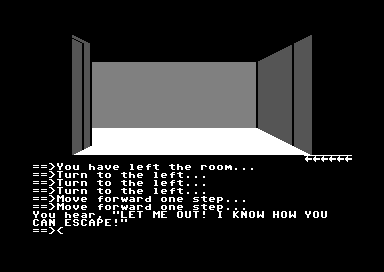 ←←←←←←
==>You have left the room...
==>Turn to the left...
==>Turn to the left...
==>Turn to the left...
==>Move forward one step...
==>Move forward one step...
You hear, "LET ME OUT! I KNOW HOW YOU
CAN ESCAPE!"
==><